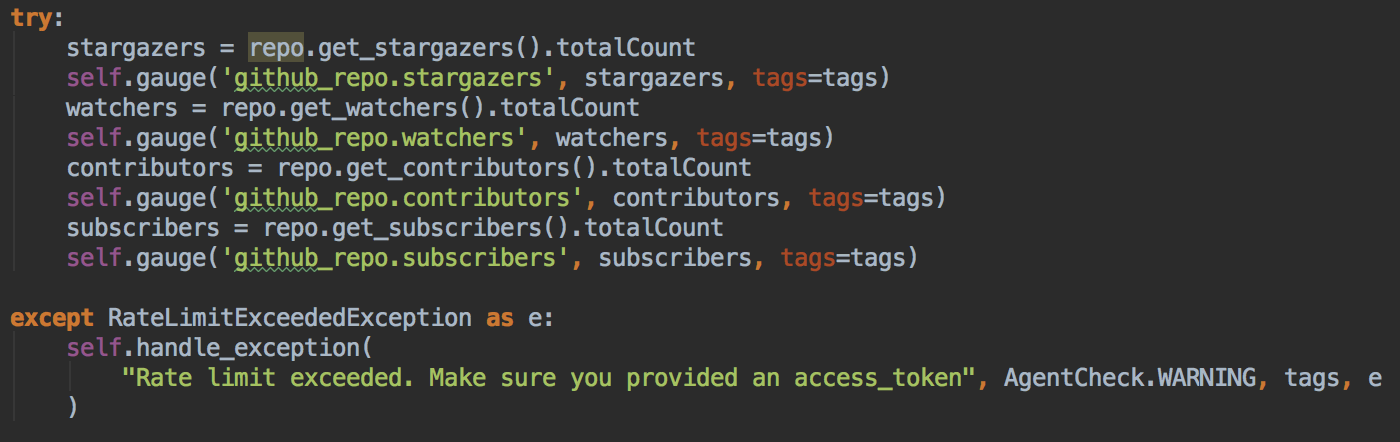 try:
    stargazers = repo.get_stargazers().totalCount
    self.gauge('github_repo.stargazers', stargazers, tags=tags)
    watchers = repo.get_watchers().totalCount
    self.gauge('github_repo.watchers', watchers, tags=tags)
    contributors = repo.get_contributors().totalCount
    self.gauge('github_repo.contributors', contributors, tags=tags)
    subscribers = repo.get_subscribers().totalCount
    self.gauge('github_repo.subscribers', subscribers, tags=tags)

except RateLimitExceededException as e:
    self.handle_exception(
        "Rate limit exceeded. Make sure you provided an access_token", AgentCheck.WARNING, tags, e
    )